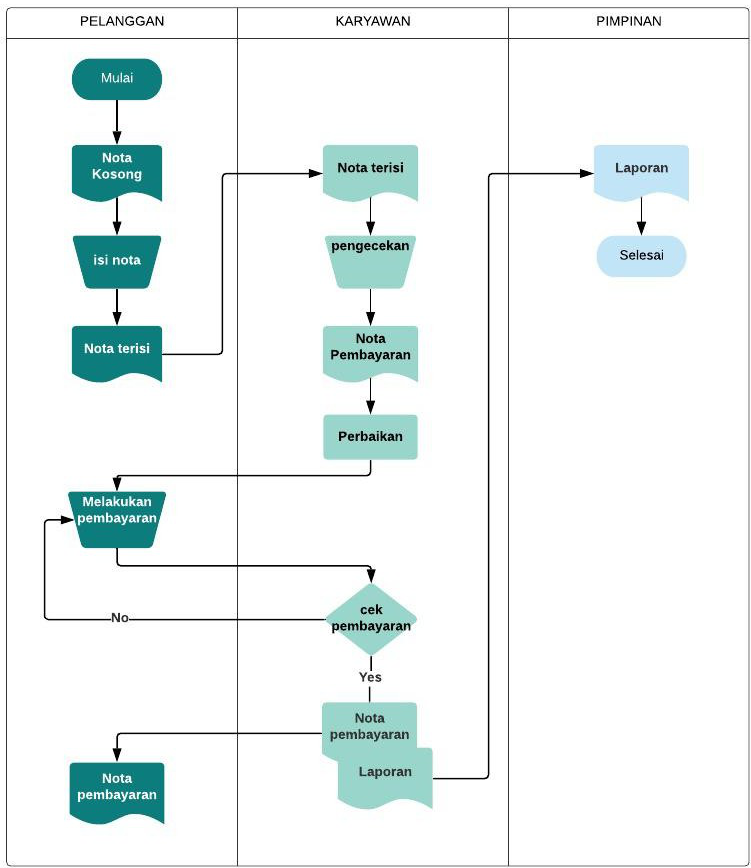 PELANGGAN
KARYAWAN
PIMPINAN
Mulai
Nota
Kosong
isi nota
Nota terisi
Nota terisi
pengecekan
Nota
Pembayaran
Perbaikan
Melakukan
pembayaran
cek
pembayaran
No
Yes
Nota
pembayaran
Laporan
Nota
pembayaran
Laporan
Selesai